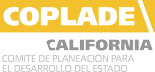 COPLADE
CALIFORNIA
COMITE DE PLANEACION PARA
EL DESARROLLO DEL ESTADO